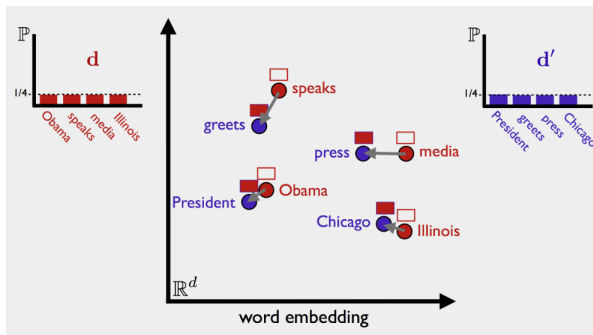 ℙ
d
1/4
Obama
speaks
media
Illinois
speaks
greets
press
media
Obama
President
Chicago
Illinois
ℝᵈ
word embedding
ℙ
d′
1/4
President
greets
press
Chicago